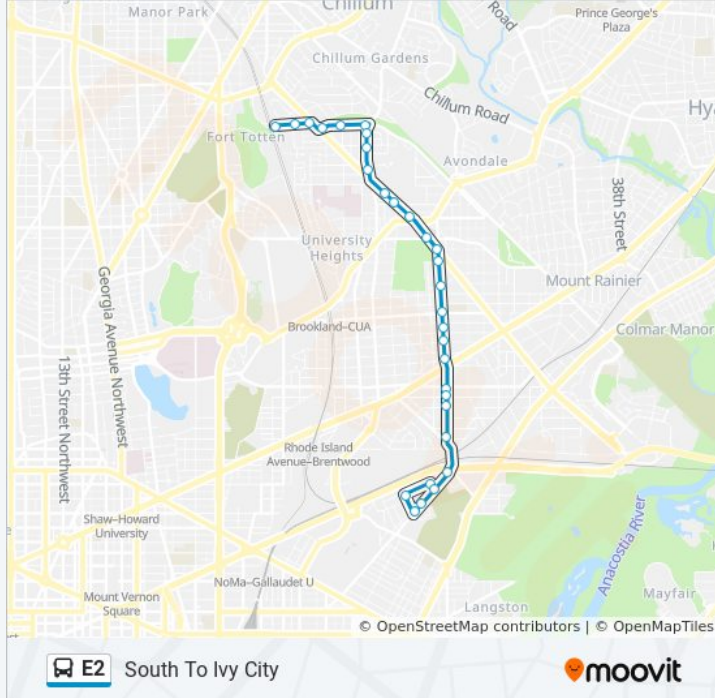 Manor Park
Chillum
Road
Prince George's
Plaza
Chillum Gardens
Chillum Road
Hy
Fort Totten
Avondale
38th Street
University
Heights
Mount Rainier
Georgia Avenue Northwest
Brookland–CUA
Colmar Manor
13th Street Northwest
Rhode Island
Avenue–Brentwood
Shaw–Howard
University
Anacostia River
NoMa–Gallaudet U
Mount Vernon
Square
Langston
Mayfair
© OpenStreetMap contributors | © OpenMapTiles
E2 South To Ivy City
moovit